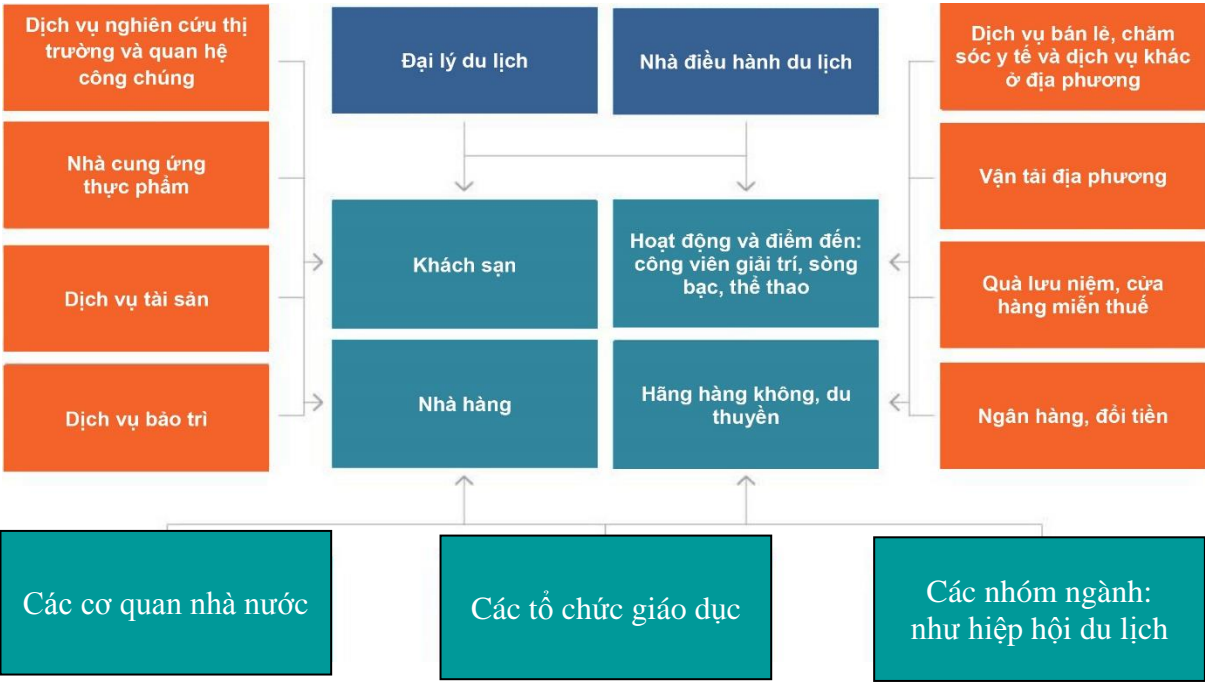 Dịch vụ nghiên cứu thị
trường và quan hệ
công chúng
Đại lý du lịch
Nhà điều hành du lịch
Dịch vụ bán lẻ, chăm
sóc y tế và dịch vụ khác
ở địa phương
Nhà cung ứng
thực phẩm
Vận tải địa phương
Khách sạn
Hoạt động và điểm đến:
công viên giải trí, sòng
bạc, thể thao
Dịch vụ tài sản
Quà lưu niệm, cửa
hàng miễn thuế
Dịch vụ bảo trì
Nhà hàng
Hãng hàng không, du
thuyền
Ngân hàng, đổi tiền
Các cơ quan nhà nước
Các tổ chức giáo dục
Các nhóm ngành:
như hiệp hội du lịch